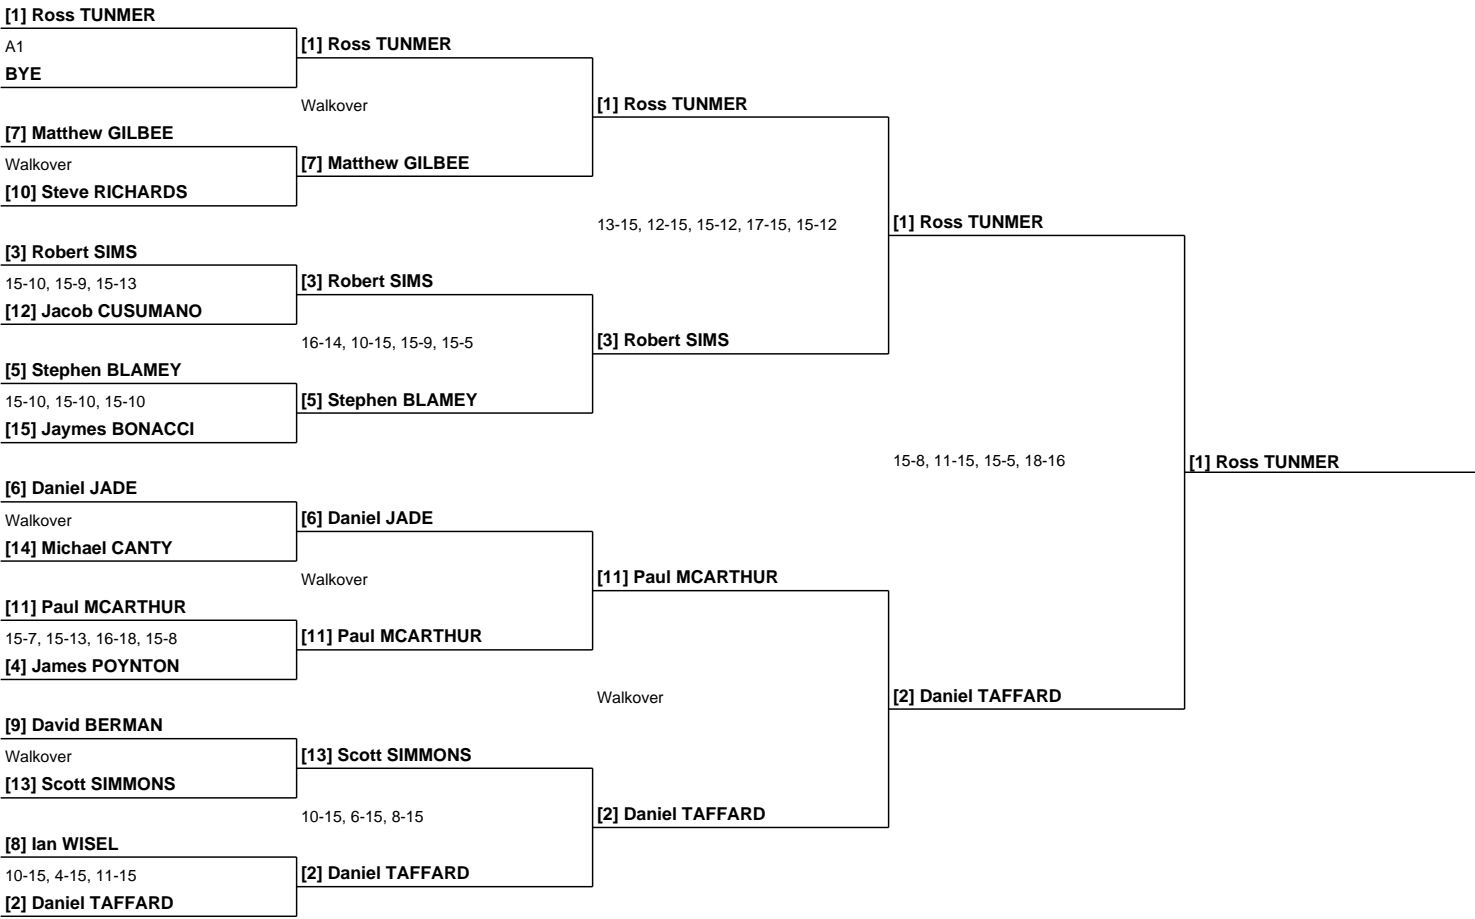 [1] Ross TUNMER
A1
BYE
[7] Matthew GILBEE
Walkover
[10] Steve RICHARDS
[3] Robert SIMS
15-10, 15-9, 15-13
[12] Jacob CUSUMANO
[5] Stephen BLAMEY
15-10, 15-10, 15-10
[15] Jaymes BONACCI
[6] Daniel JADE
Walkover
[14] Michael CANTY
[11] Paul MCARTHUR
15-7, 15-13, 16-18, 15-8
[4] James POYNTON
[9] David BERMAN
Walkover
[13] Scott SIMMONS
[8] Ian WISEL
10-15, 4-15, 11-15
[2] Daniel TAFFARD
[1] Ross TUNMER
Walkover
[7] Matthew GILBEE
[3] Robert SIMS
16-14, 10-15, 15-9, 15-5
[5] Stephen BLAMEY
[6] Daniel JADE
Walkover
[11] Paul MCARTHUR
[13] Scott SIMMONS
10-15, 6-15, 8-15
[2] Daniel TAFFARD
[1] Ross TUNMER
13-15, 12-15, 15-12, 17-15, 15-12
[3] Robert SIMS
[11] Paul MCARTHUR
Walkover
[2] Daniel TAFFARD
[1] Ross TUNMER
15-8, 11-15, 15-5, 18-16
[2] Daniel TAFFARD
[1] Ross TUNMER